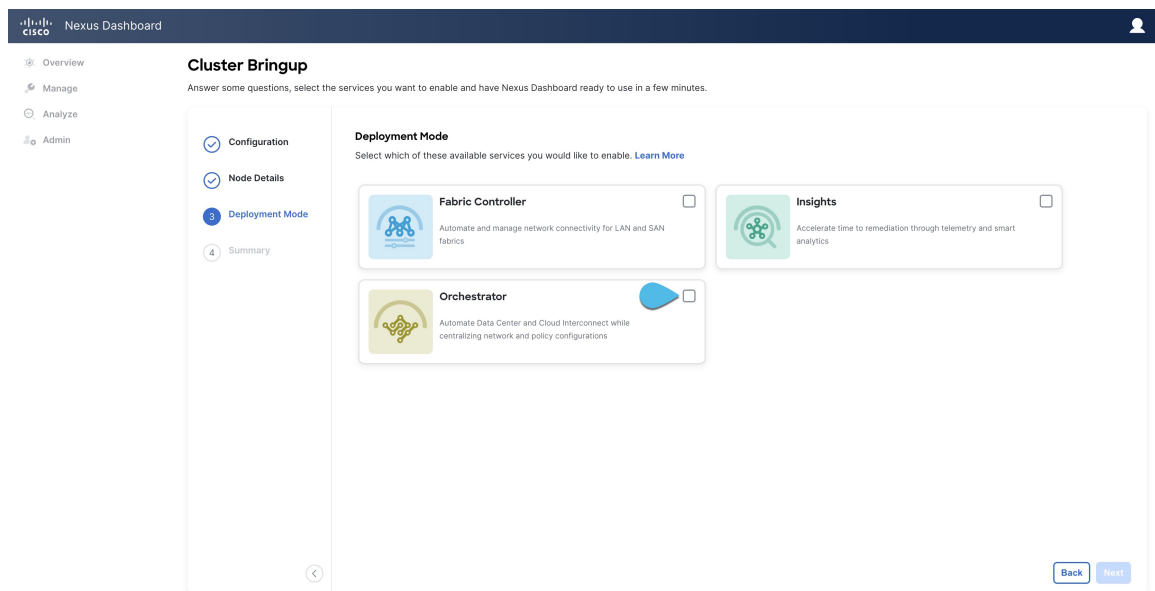 CISCO Nexus Dashboard
Overview
Manage
Analyze
Admin
Cluster Bringup
Answer some questions, select the services you want to enable and have Nexus Dashboard ready to use in a few minutes.
Configuration
Node Details
3 Deployment Mode
4 Summary
Deployment Mode
Select which of these available services you would like to enable. Learn More
Fabric Controller
Automate and manage network connectivity for LAN and SAN
fabrics
Insights
Accelerate time to remediation through telemetry and smart
analytics
Orchestrator
Automate Data Center and Cloud Interconnect while
centralizing network and policy configurations
Back Next